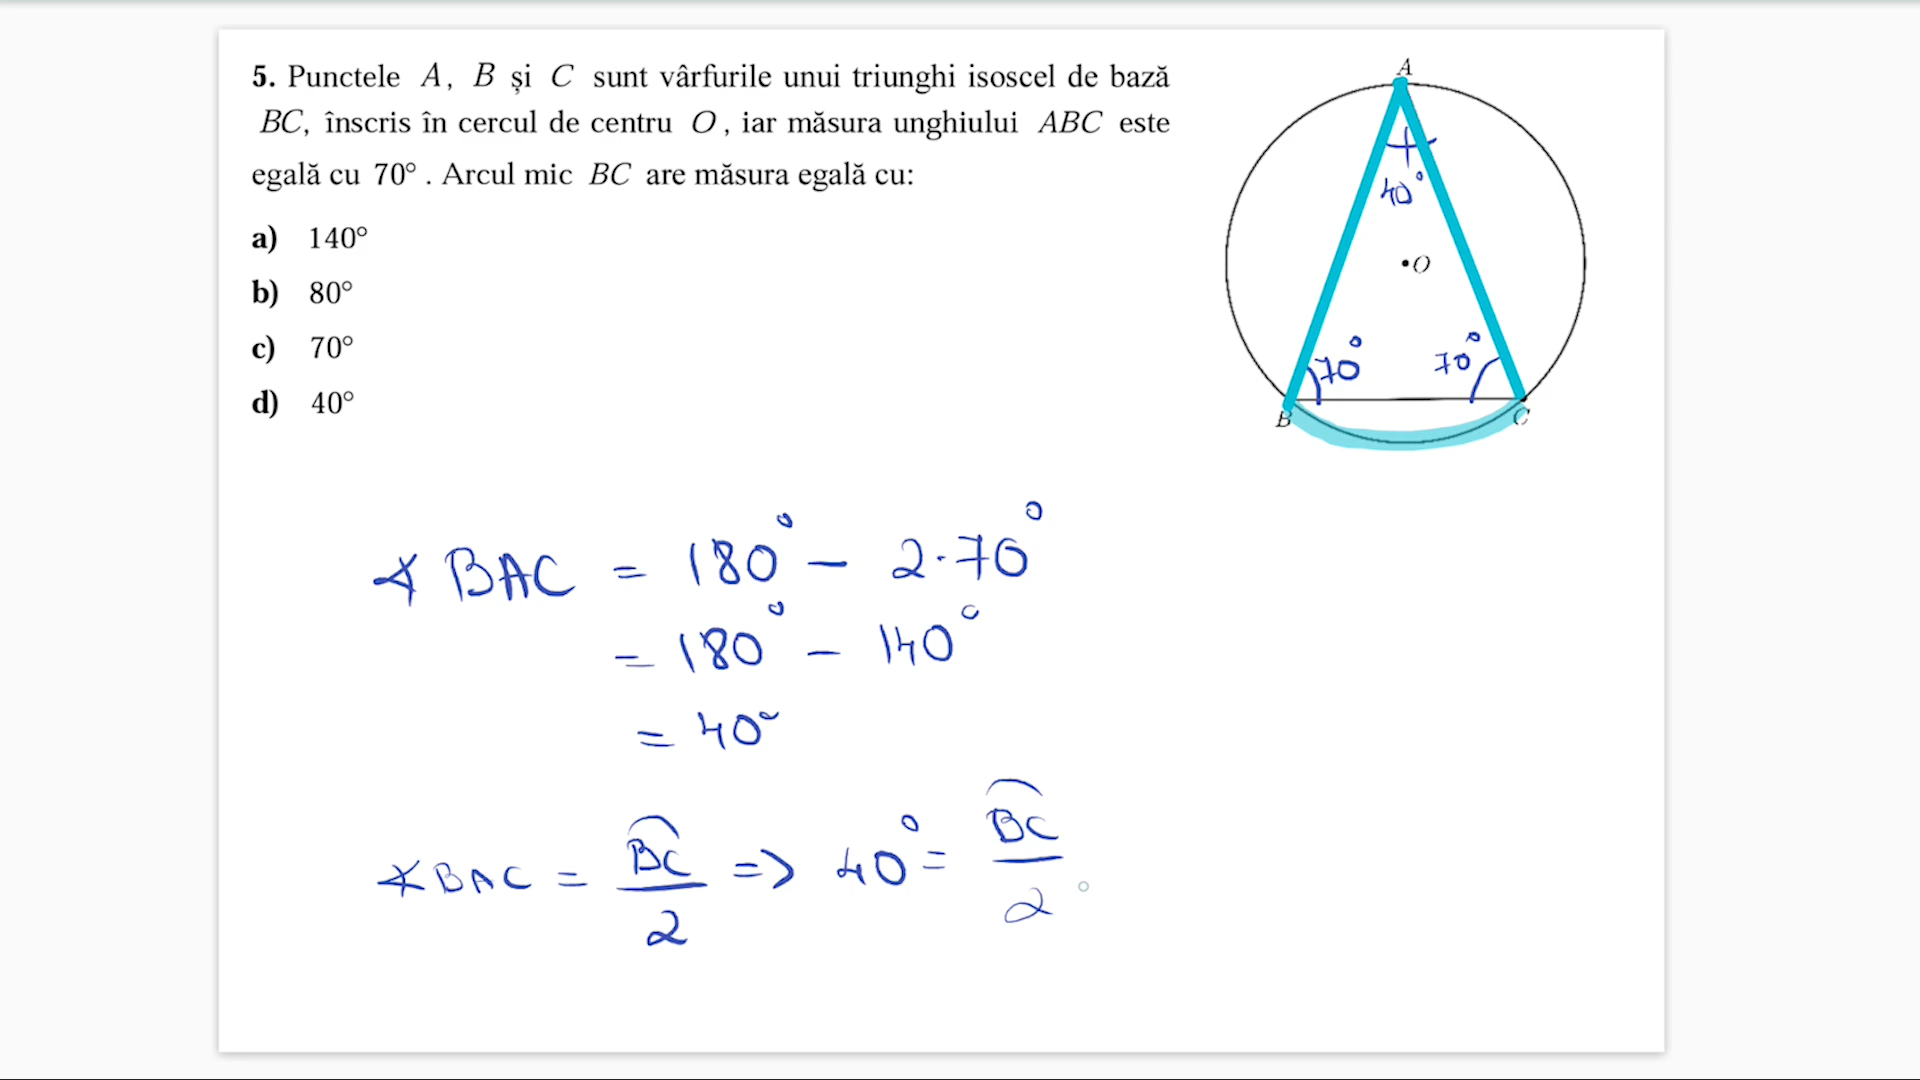 5. Punctele A, B și C sunt vârfurile unui triunghi isoscel de bază
BC, înscris în cercul de centru O, iar măsura unghiului ABC este
egală cu 70°. Arcul mic BC are măsura egală cu:
a) 140°
b) 80°
c) 70°
d) 40°
A
40°
O
70°
70°
B
C
∢ BAC = 180° − 2·70°
= 180° − 140°
= 40°
∢BAC = B͡C/2 => 40° = B͡C/2